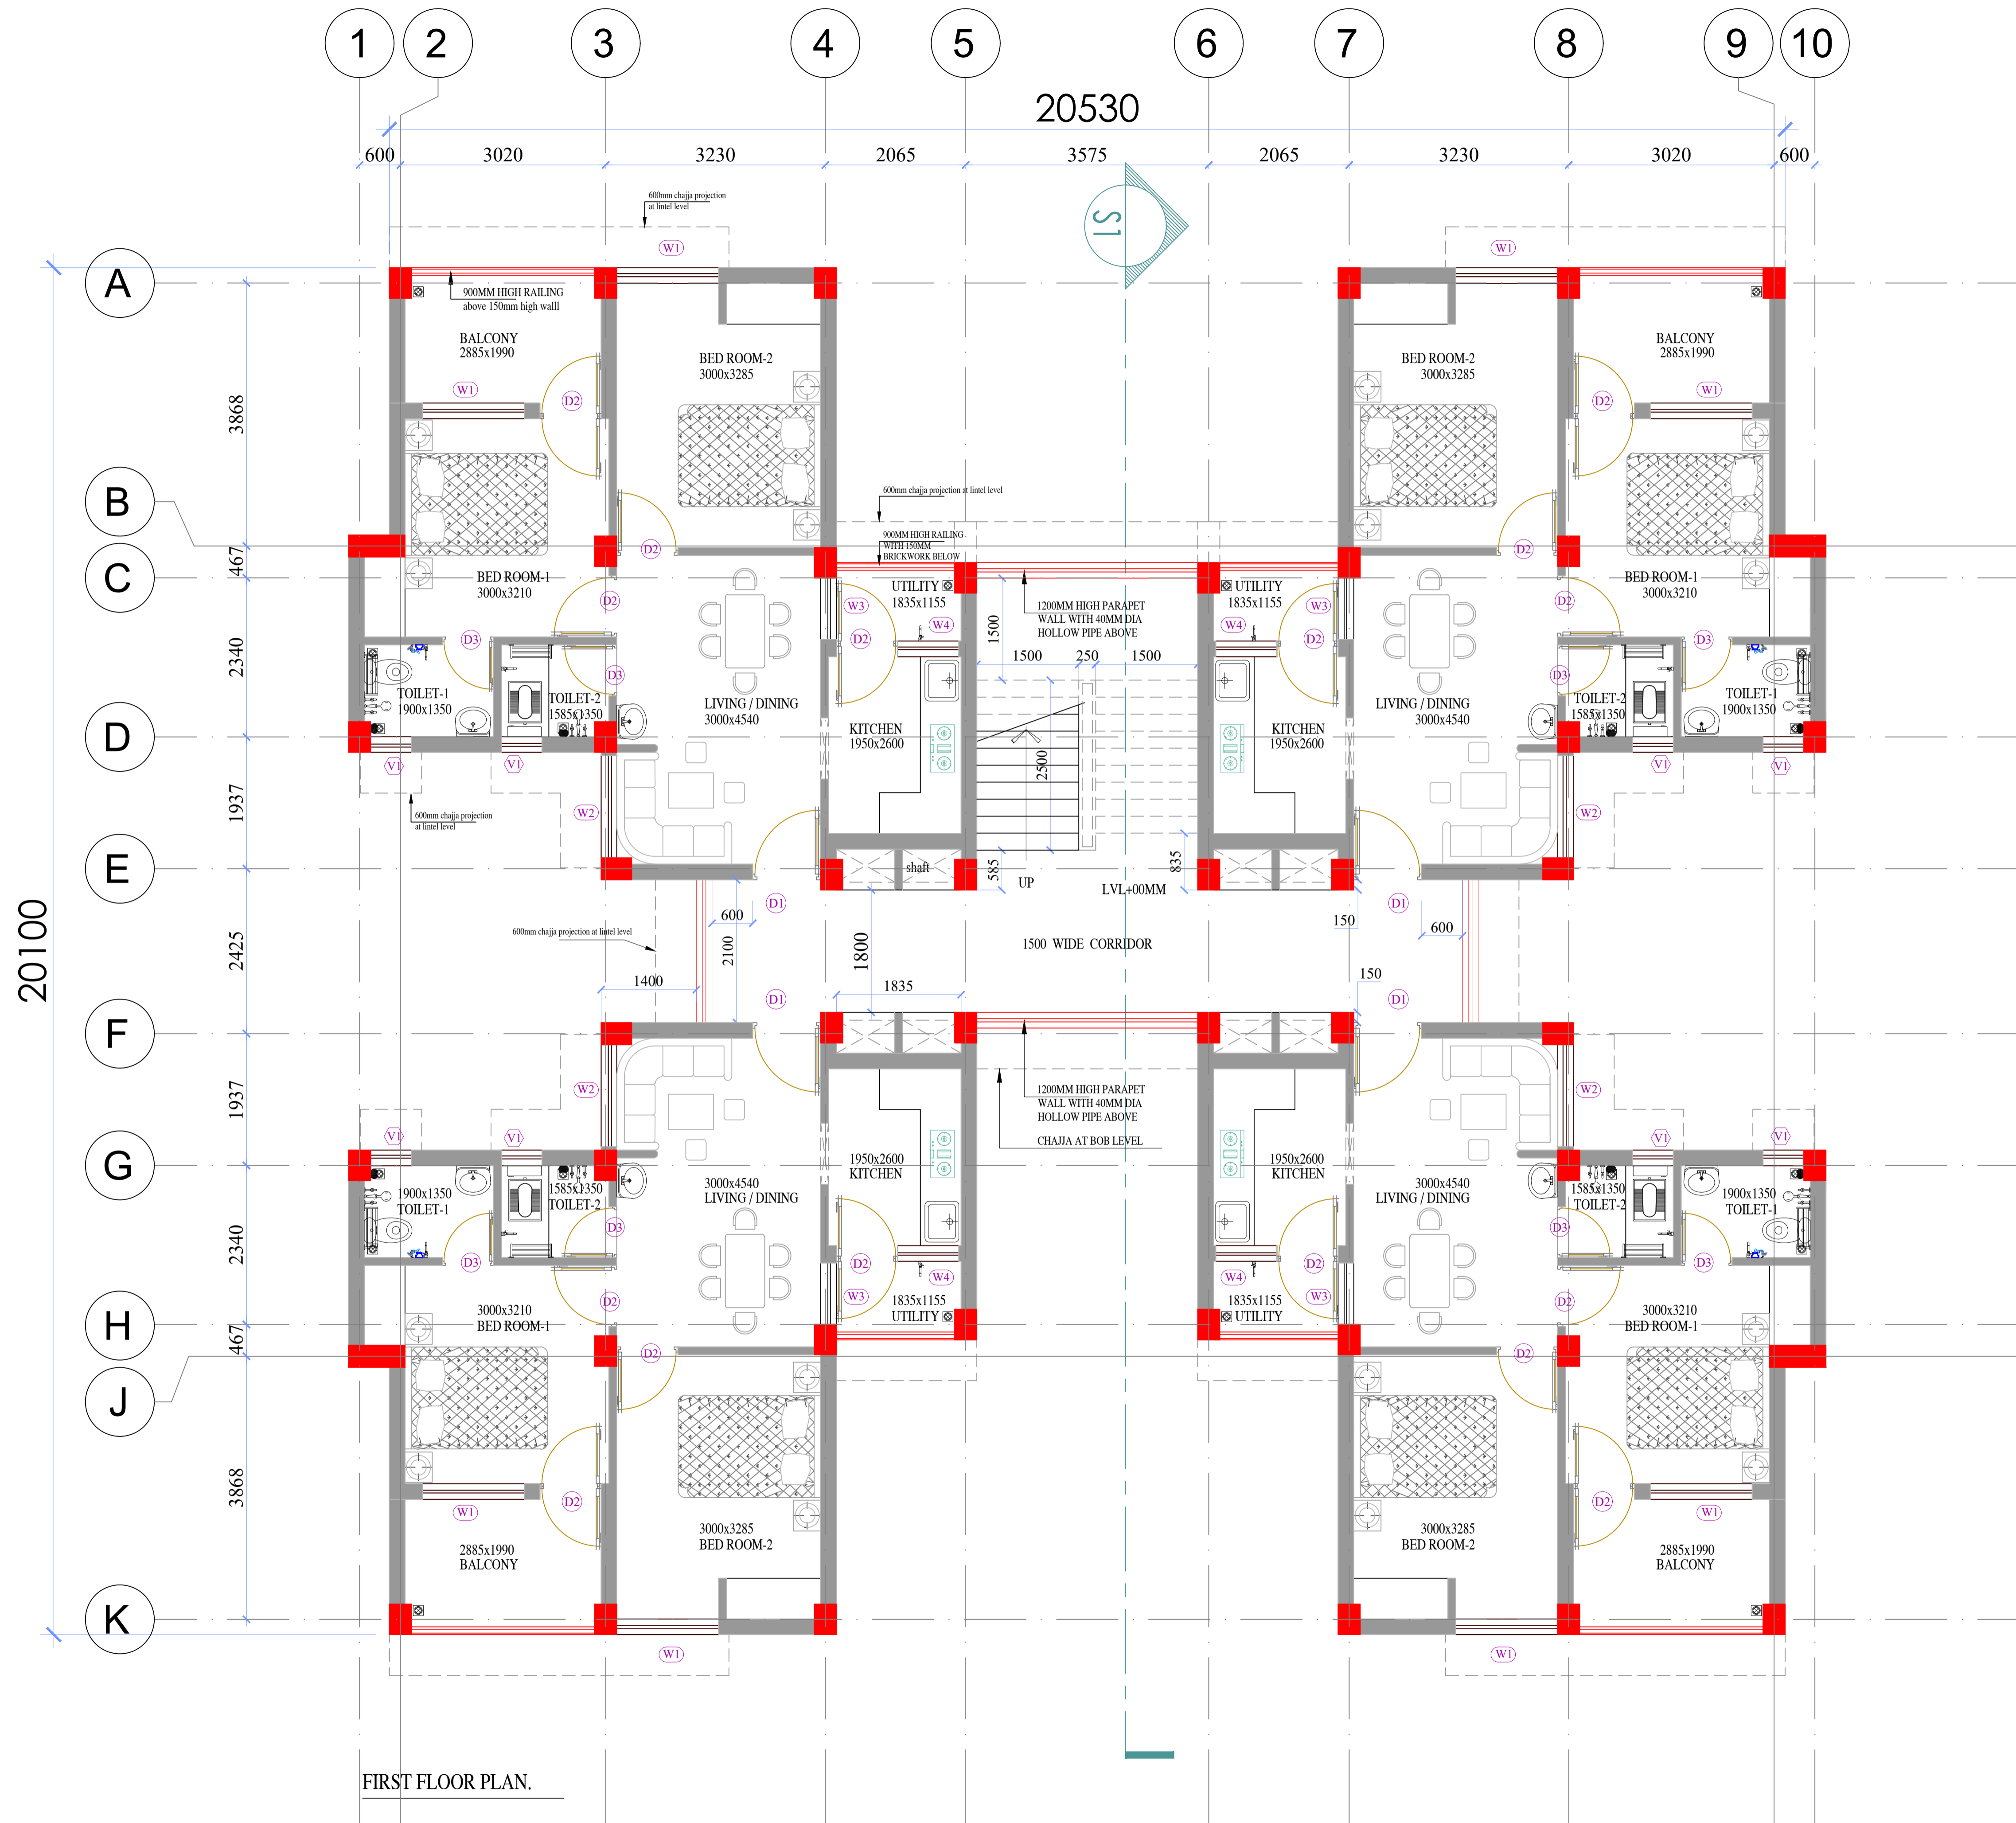 1 2 3 4 5 6 7 8 9 10
20530
600 3020 3230 2065 3575 2065 3230 3020 600
600mm chajja projection
at lintel level
S1
W1 W1
A
900MM HIGH RAILING
above 150mm high walll
BALCONY
2885x1990
BED ROOM-2
3000x3285
BED ROOM-2
3000x3285
BALCONY
2885x1990
W1 D2 D2 W1
3868
B
600mm chajja projection at lintel level
900MM HIGH RAILING
WITH 150MM
BRICKWORK BELOW
D2 D2
467
C
BED ROOM-1
3000x3210
UTILITY
1835x1155
UTILITY
1835x1155
BED ROOM-1
3000x3210
D2 W3 W4 D2 W3 W4 D2 D2
1200MM HIGH PARAPET
WALL WITH 40MM DIA
HOLLOW PIPE ABOVE
1500
1500 250 1500
2340
D3 D3 D3 D3
TOILET-1
1900x1350
TOILET-2
1585x1350
LIVING / DINING
3000x4540
KITCHEN
1950x2600
KITCHEN
1950x2600
LIVING / DINING
3000x4540
TOILET-2
1585x1350
TOILET-1
1900x1350
D
V1 V1 V1 V1
2500
1937
W2 W2
600mm chajja projection
at lintel level
E
shaft
585
835
UP
LVL+00MM
D1 D1
600 150 600
600mm chajja projection at lintel level
2100
1800
1500 WIDE CORRIDOR
20100
2425
1400
1835
150
D1 D1
F
1937
W2 W2
1200MM HIGH PARAPET
WALL WITH 40MM DIA
HOLLOW PIPE ABOVE
CHAJJA AT BOB LEVEL
V1 V1 V1 V1
G
1900x1350
TOILET-1
1585x1350
TOILET-2
3000x4540
LIVING / DINING
1950x2600
KITCHEN
1950x2600
KITCHEN
3000x4540
LIVING / DINING
1585x1350
TOILET-2
1900x1350
TOILET-1
2340
D3 D3 D3 D3
D2 W4 W3 W4 D2 W3
D2 D2
H
3000x3210
BED ROOM-1
1835x1155
UTILITY
1835x1155
UTILITY
3000x3210
BED ROOM-1
467
D2 D2
J
3868
W1 D2 D2 W1
2885x1990
BALCONY
3000x3285
BED ROOM-2
3000x3285
BED ROOM-2
2885x1990
BALCONY
K
W1 W1
FIRST FLOOR PLAN.